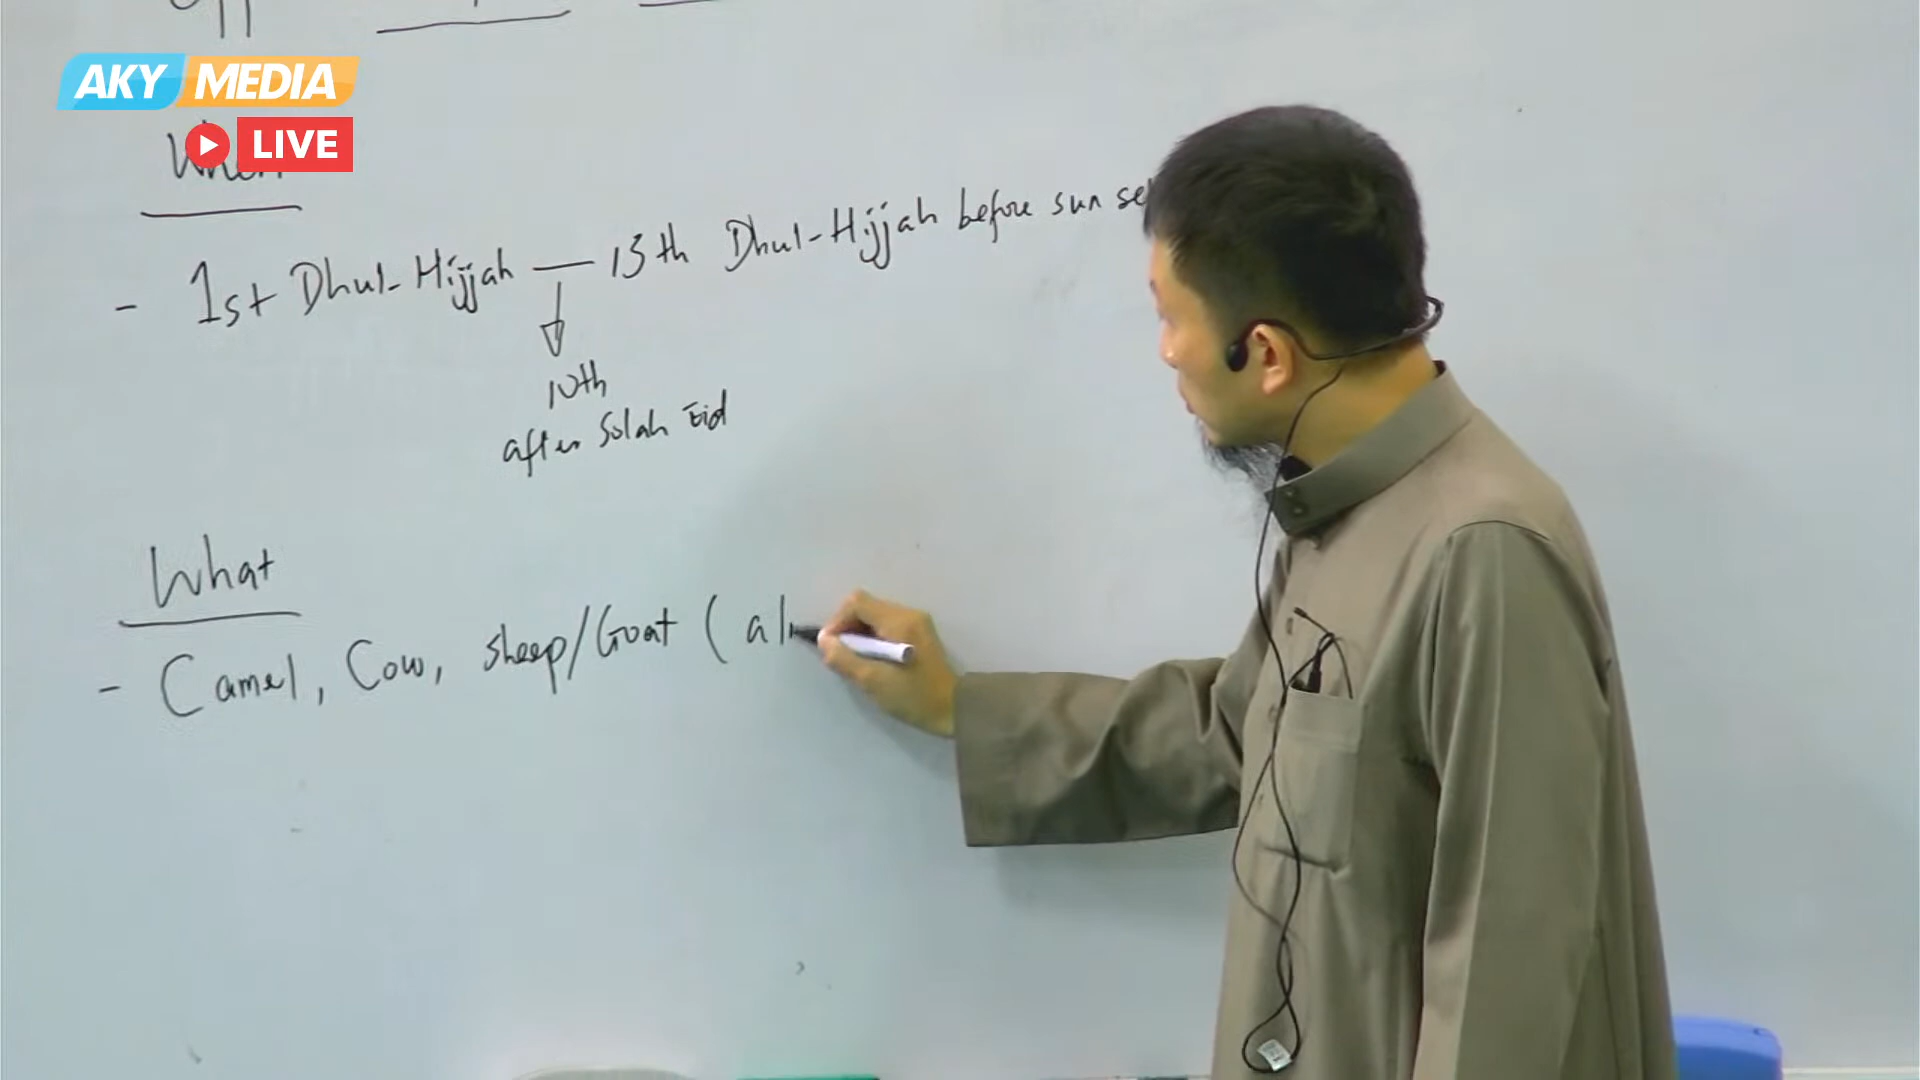 AKY MEDIA
LIVE
When
- 1st Dhul-Hijjah — 13th Dhul-Hijjah before sun se
10th
after Solah Eid
What
- Camel, Cow, Sheep/Goat ( al